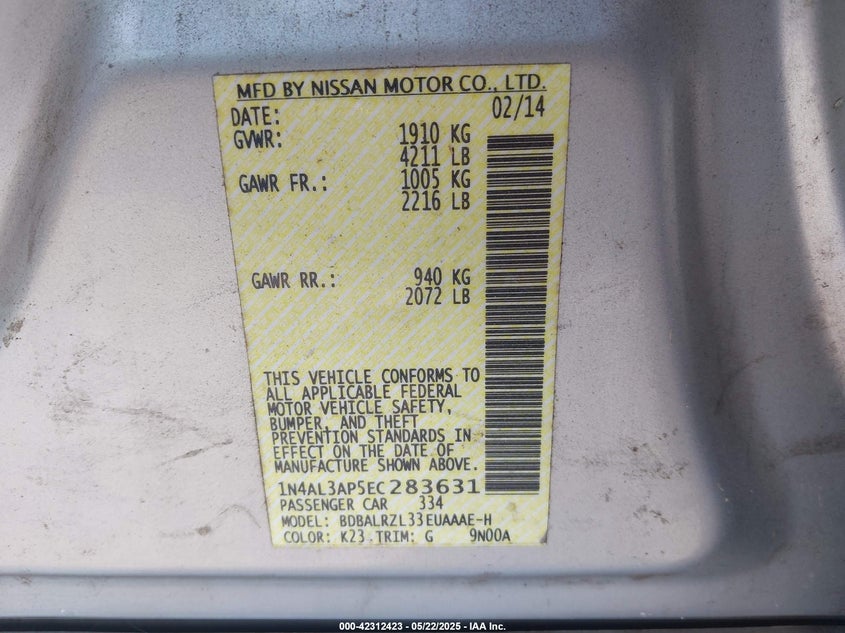 MFD BY NISSAN MOTOR CO., LTD.
DATE: 02/14
GVWR: 1910 KG
4211 LB
GAWR FR.: 1005 KG
2216 LB
GAWR RR.: 940 KG
2072 LB
THIS VEHICLE CONFORMS TO
ALL APPLICABLE FEDERAL
MOTOR VEHICLE SAFETY,
BUMPER, AND THEFT
PREVENTION STANDARDS IN
EFFECT ON THE DATE OF
MANUFACTURE SHOWN ABOVE.
1N4AL3AP5EC283631
PASSENGER CAR 334
MODEL: BDBALRZL33EUAAAE-H
COLOR: K23 TRIM: G 9N00A
000-42312423 - 05/22/2025 - IAA Inc.